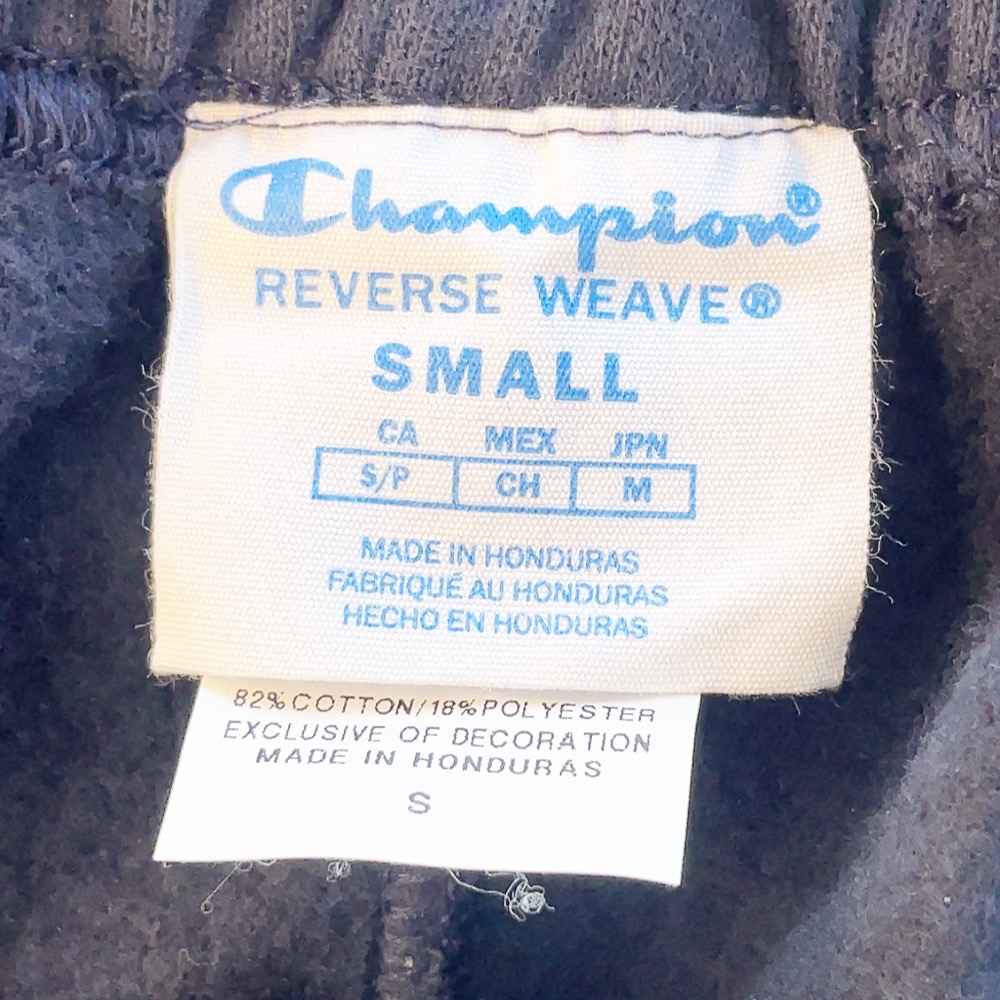 Champion®
REVERSE WEAVE®
SMALL
CA MEX JPN
S/P CH M
MADE IN HONDURAS
FABRIQUÉ AU HONDURAS
HECHO EN HONDURAS
82% COTTON/18% POLYESTER
EXCLUSIVE OF DECORATION
MADE IN HONDURAS
S